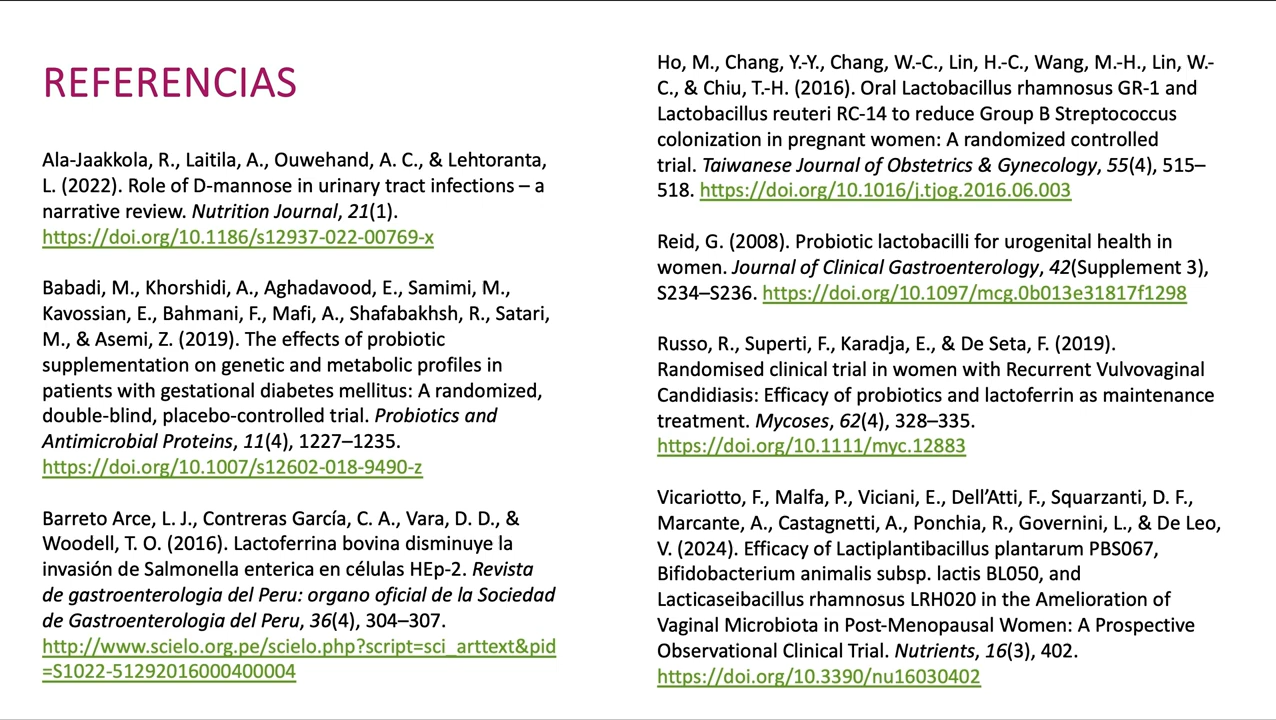 REFERENCIAS
Ala-Jaakkola, R., Laitila, A., Ouwehand, A. C., & Lehtoranta,
L. (2022). Role of D-mannose in urinary tract infections – a
narrative review. Nutrition Journal, 21(1).
https://doi.org/10.1186/s12937-022-00769-x
Babadi, M., Khorshidi, A., Aghadavood, E., Samimi, M.,
Kavossian, E., Bahmani, F., Mafi, A., Shafabakhsh, R., Satari,
M., & Asemi, Z. (2019). The effects of probiotic
supplementation on genetic and metabolic profiles in
patients with gestational diabetes mellitus: A randomized,
double-blind, placebo-controlled trial. Probiotics and
Antimicrobial Proteins, 11(4), 1227–1235.
https://doi.org/10.1007/s12602-018-9490-z
Barreto Arce, L. J., Contreras García, C. A., Vara, D. D., &
Woodell, T. O. (2016). Lactoferrina bovina disminuye la
invasión de Salmonella enterica en células HEp-2. Revista
de gastroenterologia del Peru: organo oficial de la Sociedad
de Gastroenterologia del Peru, 36(4), 304–307.
http://www.scielo.org.pe/scielo.php?script=sci_arttext&pid
=S1022-51292016000400004
Ho, M., Chang, Y.-Y., Chang, W.-C., Lin, H.-C., Wang, M.-H., Lin, W.-
C., & Chiu, T.-H. (2016). Oral Lactobacillus rhamnosus GR-1 and
Lactobacillus reuteri RC-14 to reduce Group B Streptococcus
colonization in pregnant women: A randomized controlled
trial. Taiwanese Journal of Obstetrics & Gynecology, 55(4), 515–
518. https://doi.org/10.1016/j.tjog.2016.06.003
Reid, G. (2008). Probiotic lactobacilli for urogenital health in
women. Journal of Clinical Gastroenterology, 42(Supplement 3),
S234–S236. https://doi.org/10.1097/mcg.0b013e31817f1298
Russo, R., Superti, F., Karadja, E., & De Seta, F. (2019).
Randomised clinical trial in women with Recurrent Vulvovaginal
Candidiasis: Efficacy of probiotics and lactoferrin as maintenance
treatment. Mycoses, 62(4), 328–335.
https://doi.org/10.1111/myc.12883
Vicariotto, F., Malfa, P., Viciani, E., Dell’Atti, F., Squarzanti, D. F.,
Marcante, A., Castagnetti, A., Ponchia, R., Governini, L., & De Leo,
V. (2024). Efficacy of Lactiplantibacillus plantarum PBS067,
Bifidobacterium animalis subsp. lactis BL050, and
Lacticaseibacillus rhamnosus LRH020 in the Amelioration of
Vaginal Microbiota in Post-Menopausal Women: A Prospective
Observational Clinical Trial. Nutrients, 16(3), 402.
https://doi.org/10.3390/nu16030402